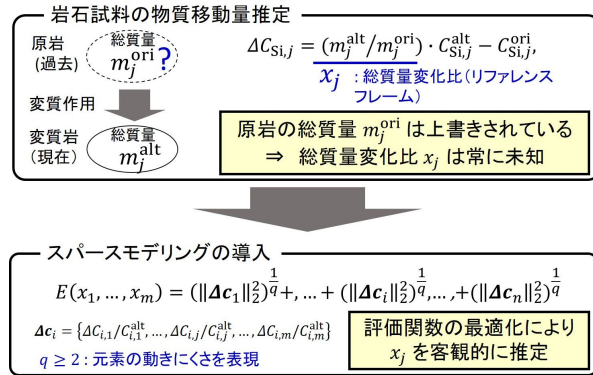 岩石試料の物質移動量推定
原岩
(過去)
総質量
m_j^ori ?
変質作用
変質岩
(現在)
総質量
m_j^alt
ΔC_Si,j = (m_j^alt/m_j^ori) · C_Si,j^alt − C_Si,j^ori,
x_j : 総質量変化比(リファレンス
フレーム)
原岩の総質量 m_j^ori は上書きされている
⇒ 総質量変化比 x_j は常に未知
スパースモデリングの導入
E(x_1, ..., x_m) = (‖Δc_1‖_2^2)^(1/q)+, ... + (‖Δc_i‖_2^2)^(1/q), ... , +(‖Δc_n‖_2^2)^(1/q)
Δc_i = {ΔC_i,1/C_i,1^alt, ... , ΔC_i,j/C_i,j^alt, ... , ΔC_i,m/C_i,m^alt}
q ≥ 2 : 元素の動きにくさを表現
評価関数の最適化により
x_j を客観的に推定